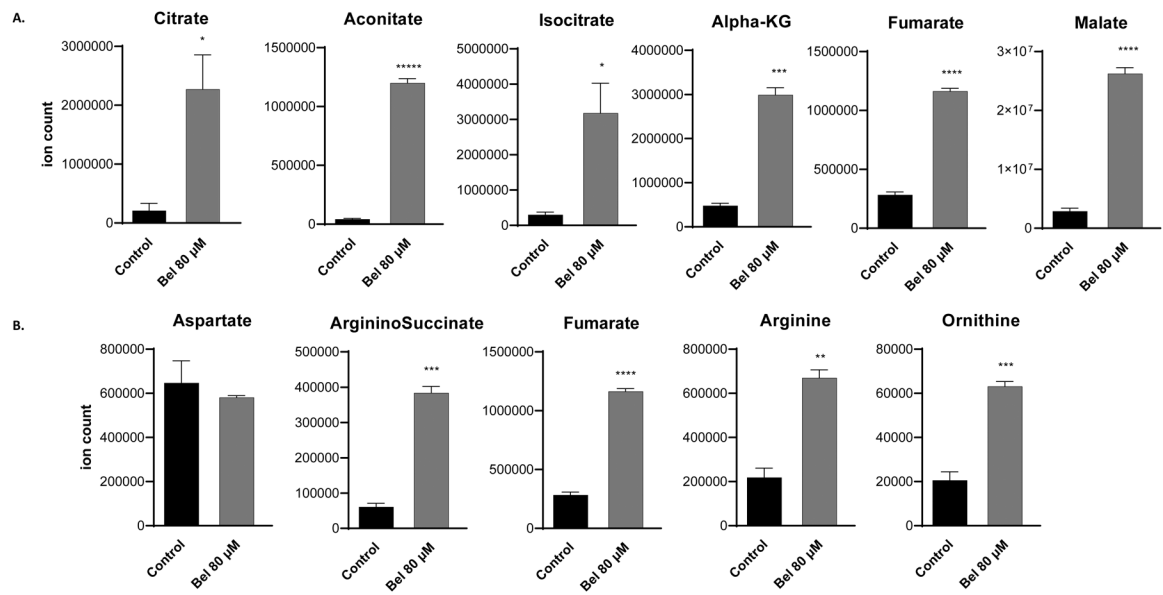 A.
Citrate
ion count
3000000
2000000
1000000
0
*
Control
Bel 80 µM
Aconitate
1500000
1000000
500000
0
*****
Control
Bel 80 µM
Isocitrate
5000000
4000000
3000000
2000000
1000000
0
*
Control
Bel 80 µM
Alpha-KG
4000000
3000000
2000000
1000000
0
***
Control
Bel 80 µM
Fumarate
1500000
1000000
500000
0
****
Control
Bel 80 µM
Malate
3×10⁷
2×10⁷
1×10⁷
0
****
Control
Bel 80 µM
B.
Aspartate
ion count
800000
600000
400000
200000
0
Control
Bel 80 µM
ArgininoSuccinate
500000
400000
300000
200000
100000
0
***
Control
Bel 80 µM
Fumarate
1500000
1000000
500000
0
****
Control
Bel 80 µM
Arginine
800000
600000
400000
200000
0
**
Control
Bel 80 µM
Ornithine
80000
60000
40000
20000
0
***
Control
Bel 80 µM